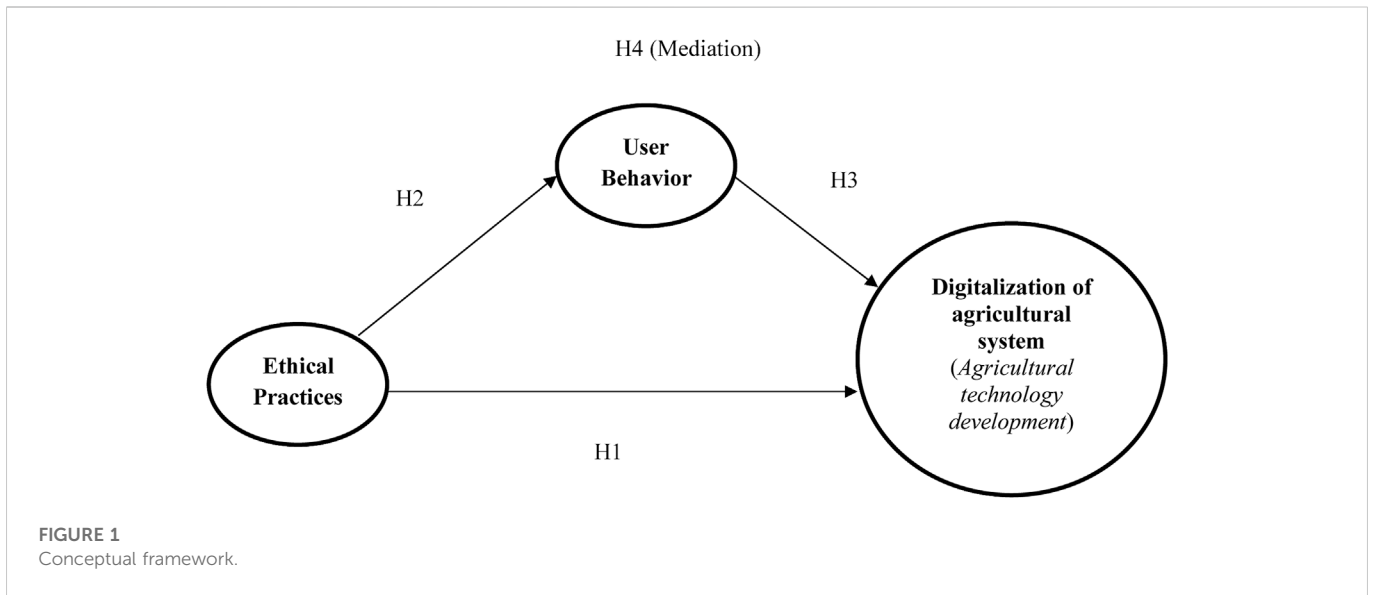 H4 (Mediation)
User
Behavior
H2
H3
Digitalization of
agricultural
system
(Agricultural
technology
development)
Ethical
Practices
H1
FIGURE 1
Conceptual framework.